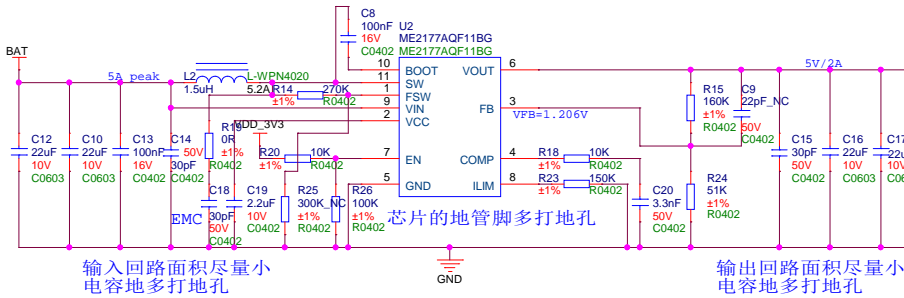 BAT
5A peak
L2
1.5uH
L-WPN4020
5.2A
C8
100nF
16V
C0402
U2
ME2177AQF11BG
ME2177AQF11BG
10
11
1
9
2
7
5
BOOT
SW
FSW
VIN
VCC
EN
GND
VOUT
FB
COMP
ILIM
6
3
4
8
5V/2A
VFB=1.206V
R14
270K
±1%
R0402
VDD_3V3
R20
10K
±1%
R0402
C12
22uF
10V
C0603
C10
22uF
10V
C0603
C13
100nF
16V
C0402
C14
50V
30pF
C0402
R19
0R
±1%
R0402
EMC
C18
30pF
50V
C0402
C19
2.2uF
10V
C0402
R25
300K_NC
±1%
R0402
R26
100K
±1%
R0402
芯片的地管脚多打地孔
R18
10K
±1%
R0402
R23
150K
±1%
R0402
C20
3.3nF
50V
C0402
R15
160K
±1%
R0402
C9
22pF_NC
50V
C0402
R24
51K
±1%
R0402
C15
30pF
50V
C0402
C16
22uF
10V
C0603
C17
22u
10V
C06
GND
输入回路面积尽量小
电容地多打地孔
输出回路面积尽量小
电容地多打地孔